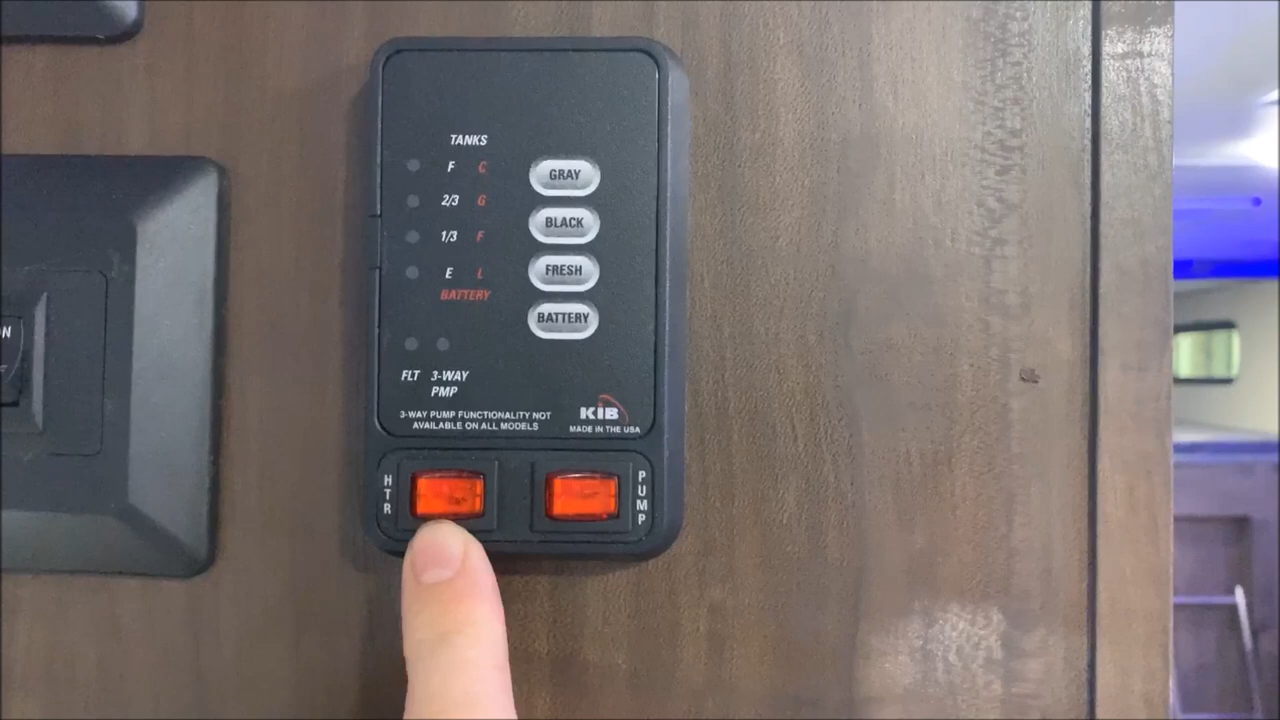 TANKS
F C
2/3 G
1/3 F
E L
BATTERY
GRAY
BLACK
FRESH
BATTERY
FLT 3-WAY
PMP
3-WAY PUMP FUNCTIONALITY NOT
AVAILABLE ON ALL MODELS
KIB
MADE IN THE USA
HTR
PUMP